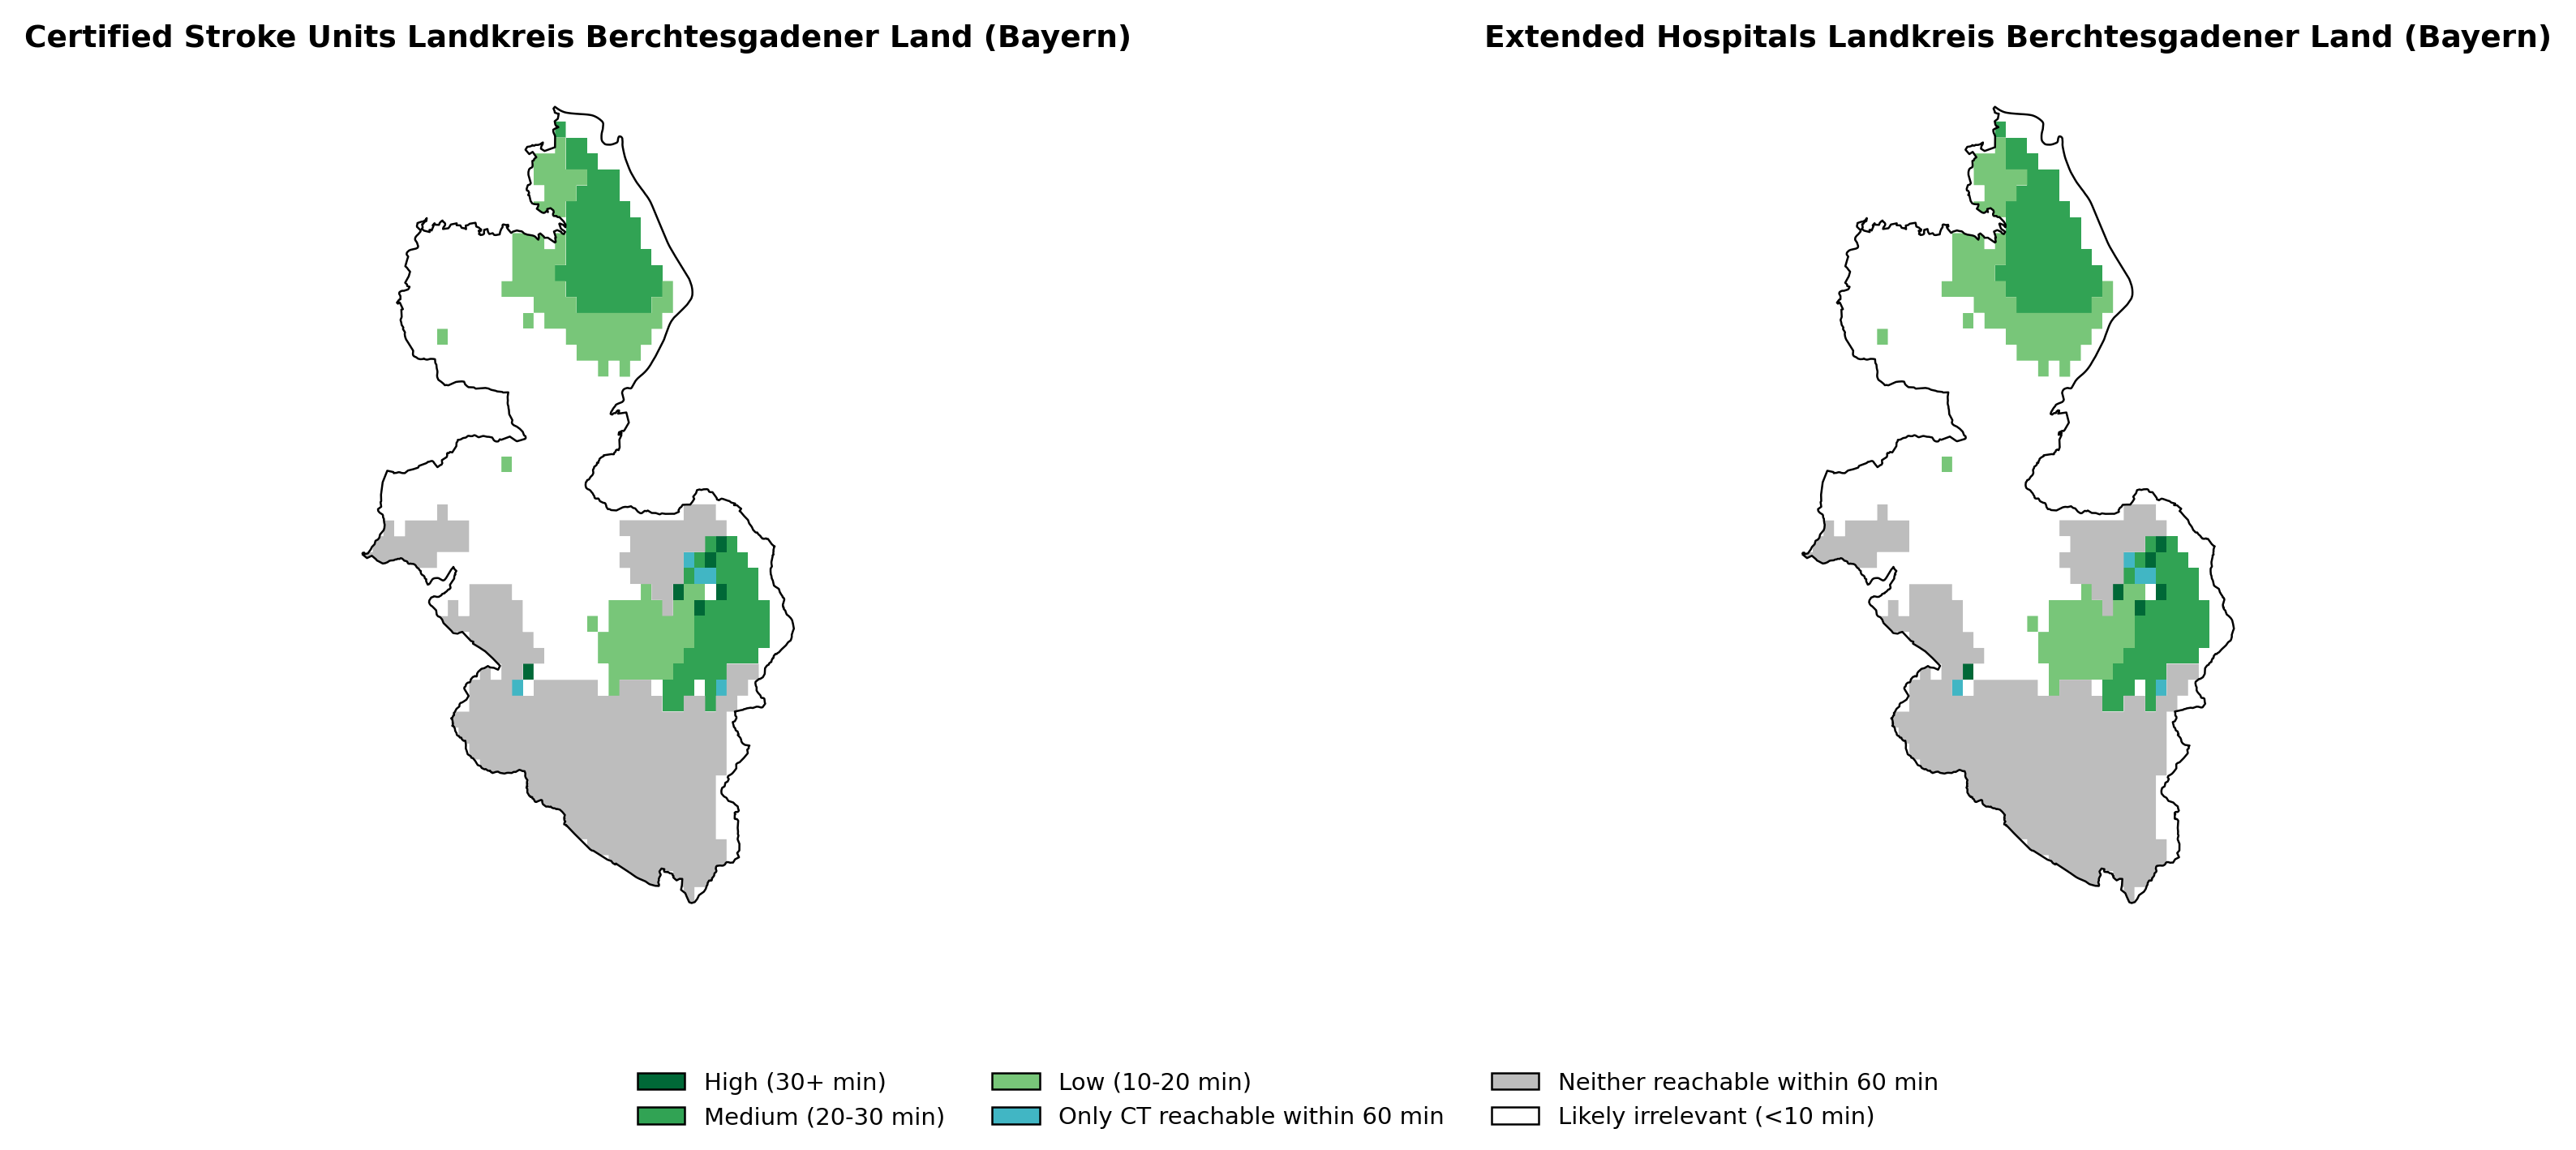 Certified Stroke Units Landkreis Berchtesgadener Land (Bayern)
Extended Hospitals Landkreis Berchtesgadener Land (Bayern)
High (30+ min)
Medium (20-30 min)
Low (10-20 min)
Only CT reachable within 60 min
Neither reachable within 60 min
Likely irrelevant (<10 min)